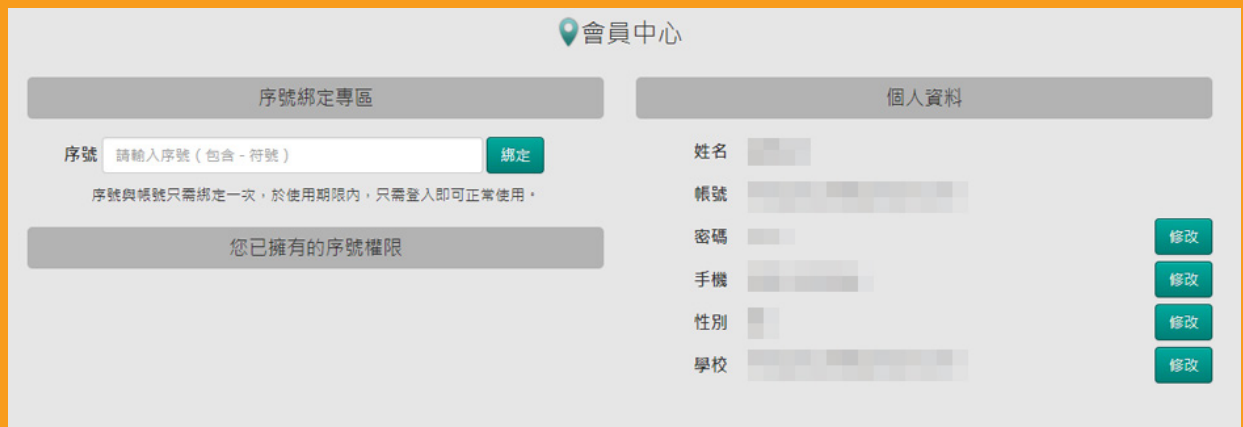 會員中心
序號綁定專區
序號 請輸入序號（包含 - 符號） 綁定
序號與帳號只需綁定一次，於使用期限內，只需登入即可正常使用。
您已擁有的序號權限
個人資料
姓名
帳號
密碼 修改
手機 修改
性別 修改
學校 修改